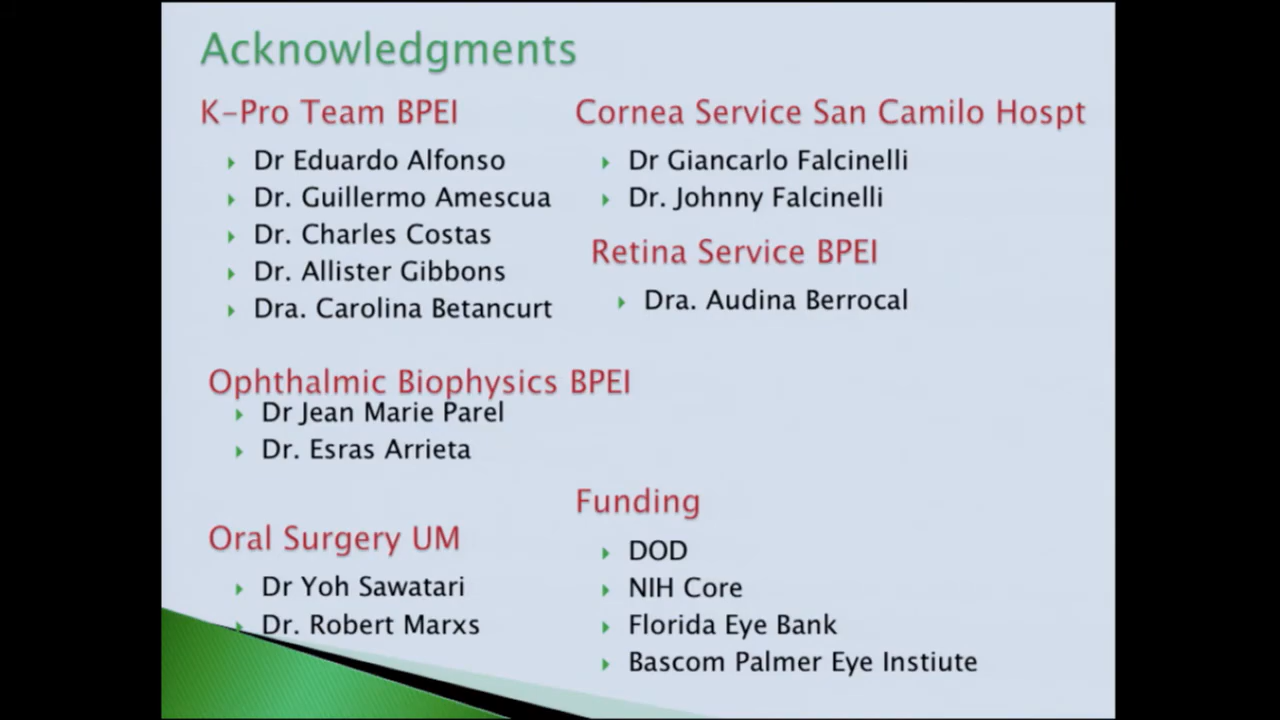 Acknowledgments
K-Pro Team BPEI
Dr Eduardo Alfonso
Dr. Guillermo Amescua
Dr. Charles Costas
Dr. Allister Gibbons
Dra. Carolina Betancurt
Ophthalmic Biophysics BPEI
Dr Jean Marie Parel
Dr. Esras Arrieta
Oral Surgery UM
Dr Yoh Sawatari
Dr. Robert Marxs
Cornea Service San Camilo Hospt
Dr Giancarlo Falcinelli
Dr. Johnny Falcinelli
Retina Service BPEI
Dra. Audina Berrocal
Funding
DOD
NIH Core
Florida Eye Bank
Bascom Palmer Eye Instiute